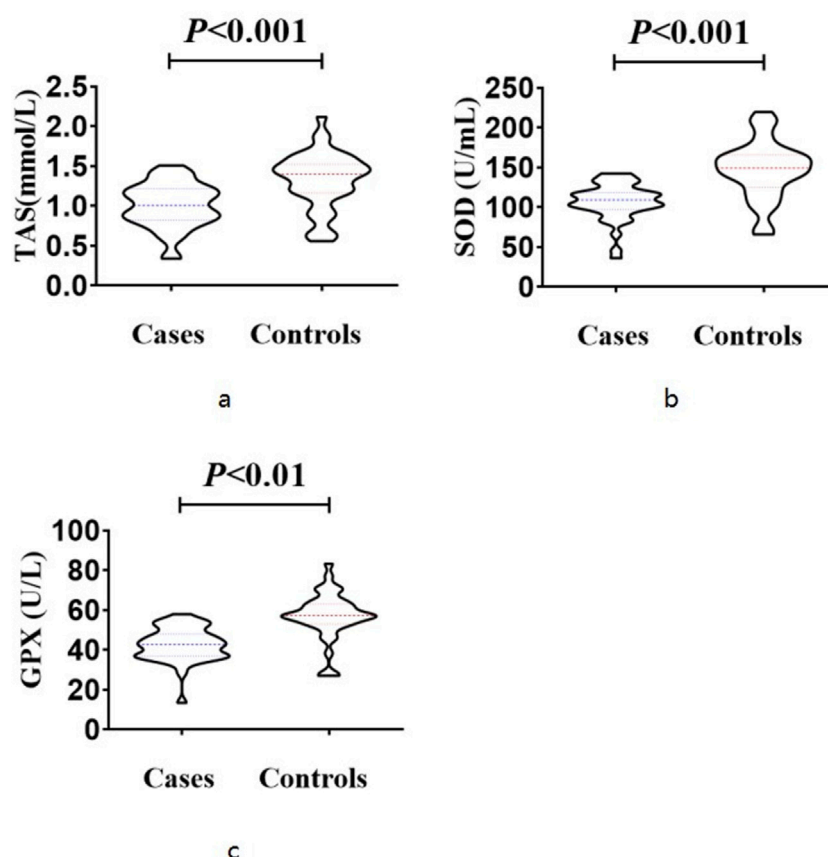 P<0.001
TAS(mmol/L)
2.5
2.0
1.5
1.0
0.5
0.0
Cases Controls
a
P<0.001
SOD (U/mL)
250
200
150
100
50
0
Cases Controls
b
P<0.01
GPX (U/L)
100
80
60
40
20
0
Cases Controls
c